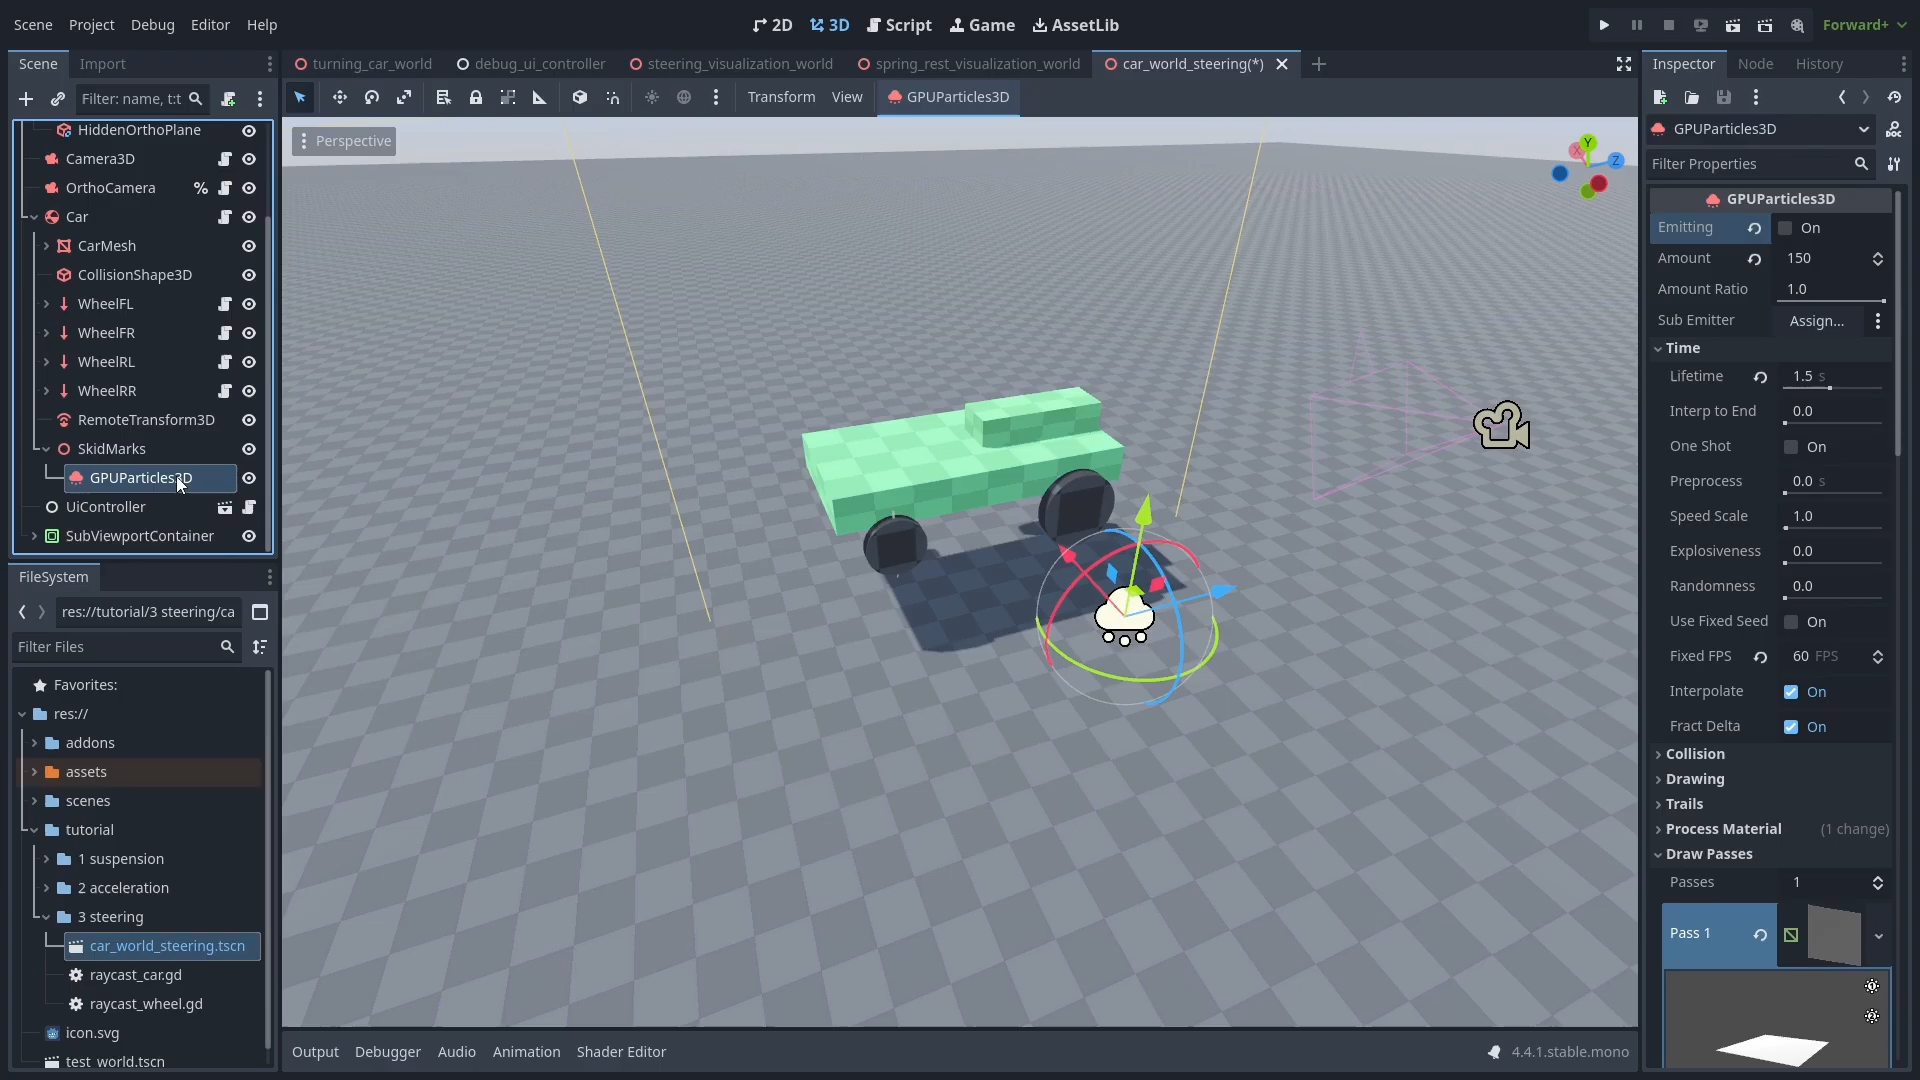 Scene Project Debug Editor Help
2D 3D Script Game AssetLib
Forward+
Scene Import
turning_car_world debug_ui_controller steering_visualization_world spring_rest_visualization_world car_world_steering(*)
Inspector Node History
Filter: name, t:t
Transform View GPUParticles3D
HiddenOrthoPlane
Camera3D
OrthoCamera %
Car
CarMesh
CollisionShape3D
WheelFL
WheelFR
WheelRL
WheelRR
RemoteTransform3D
SkidMarks
GPUParticles3D
UiController
SubViewportContainer
FileSystem
res://tutorial/3 steering/ca
Filter Files
Favorites:
res://
addons
assets
scenes
tutorial
1 suspension
2 acceleration
3 steering
car_world_steering.tscn
raycast_car.gd
raycast_wheel.gd
icon.svg
test_world.tscn
Perspective
X Y Z
Output Debugger Audio Animation Shader Editor
4.4.1.stable.mono
GPUParticles3D
Filter Properties
GPUParticles3D
Emitting On
Amount 150
Amount Ratio 1.0
Sub Emitter Assign...
Time
Lifetime 1.5 s
Interp to End 0.0
One Shot On
Preprocess 0.0 s
Speed Scale 1.0
Explosiveness 0.0
Randomness 0.0
Use Fixed Seed On
Fixed FPS 60 FPS
Interpolate On
Fract Delta On
Collision
Drawing
Trails
Process Material (1 change)
Draw Passes
Passes 1
Pass 1